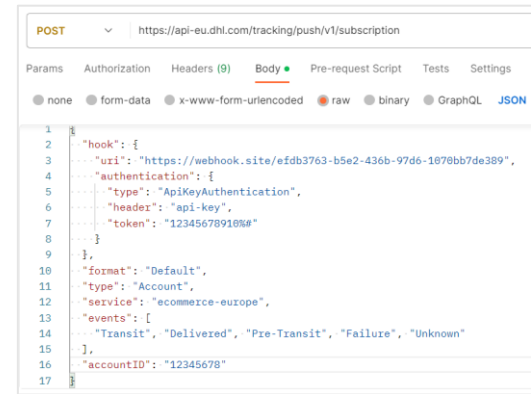 POST https://api-eu.dhl.com/tracking/push/v1/subscription
Params Authorization Headers (9) Body Pre-request Script Tests Settings
none form-data x-www-form-urlencoded raw binary GraphQL JSON
1 {
2 "hook": {
3 "uri": "https://webhook.site/efdb3763-b5e2-436b-97d6-1070bb7de389",
4 "authentication": {
5 "type": "ApiKeyAuthentication",
6 "header": "api-key",
7 "token": "12345678910%#"
8 }
9 },
10 "format": "Default",
11 "type": "Account",
12 "service": "ecommerce-europe",
13 "events": [
14 "Transit", "Delivered", "Pre-Transit", "Failure", "Unknown"
15 ],
16 "accountID": "12345678"
17 }